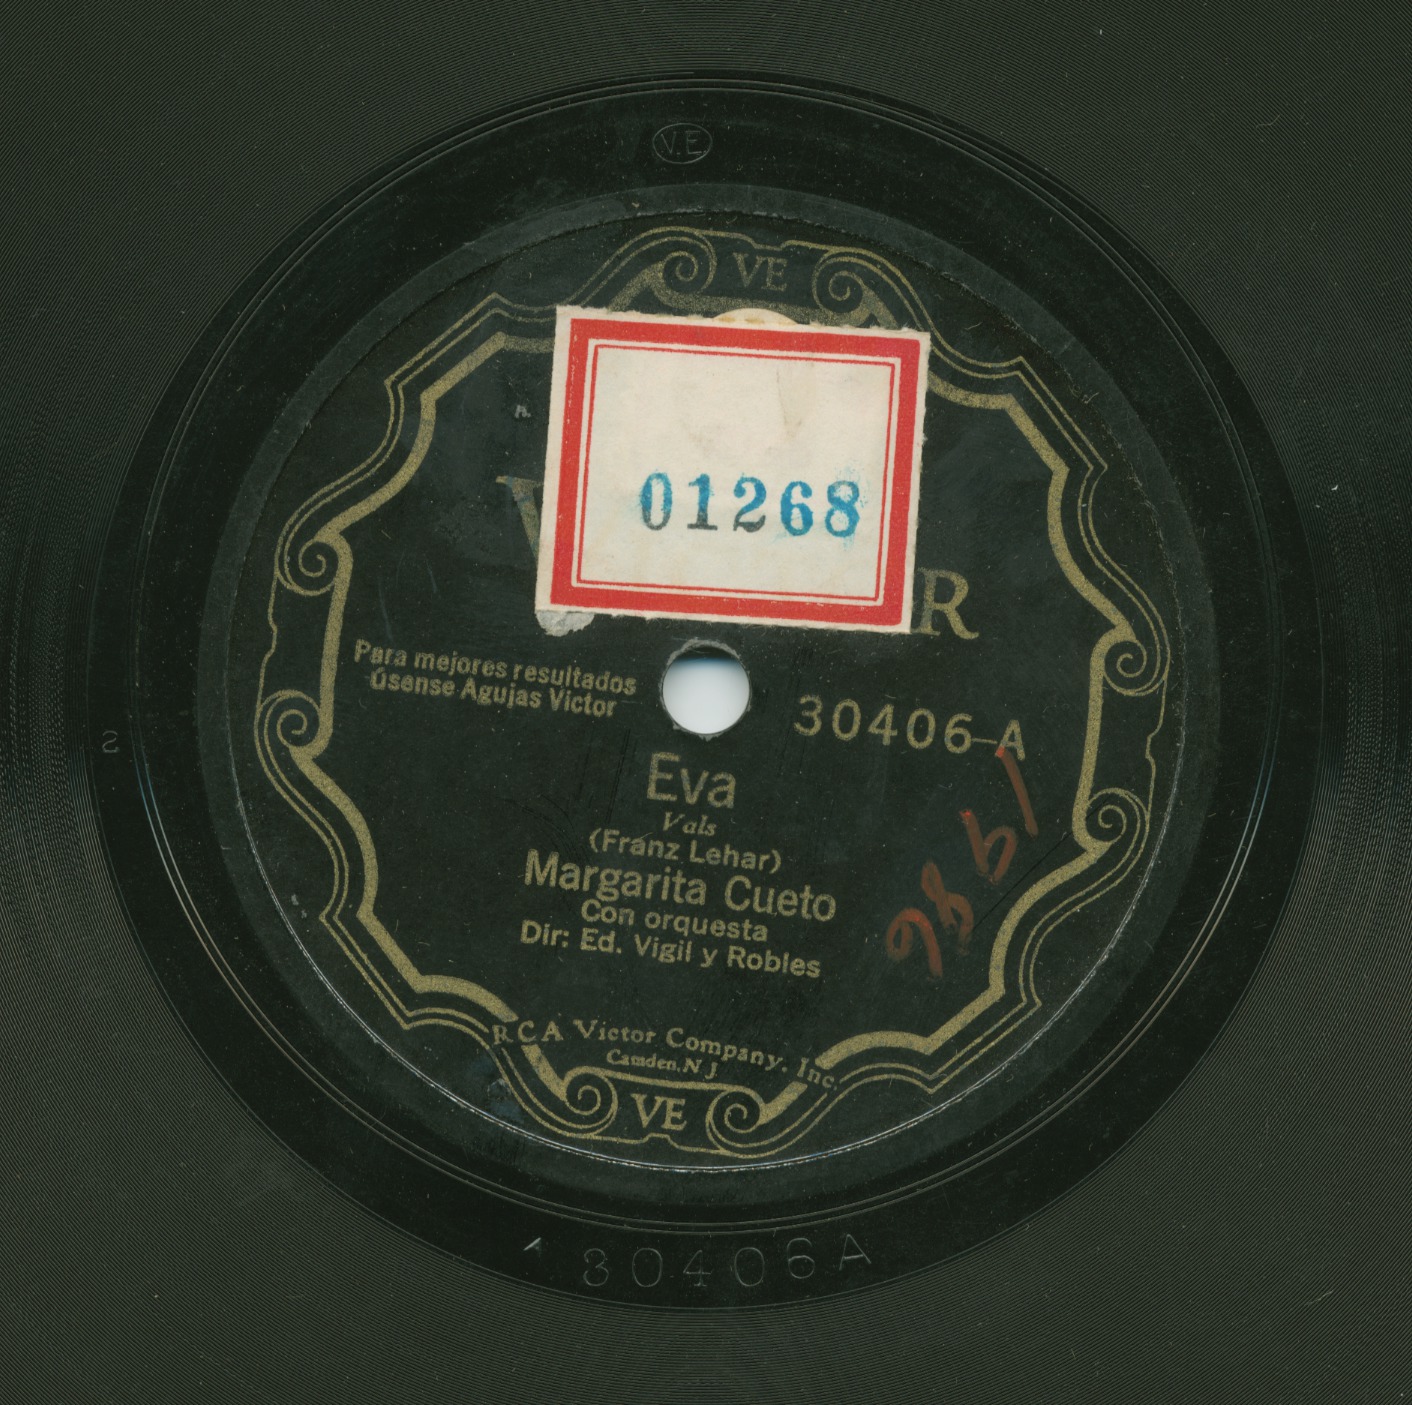 V.E.
VE
01268
V R
Para mejores resultados
Úsense Agujas Victor
30406-A
Eva
Vals
(Franz Lehar)
Margarita Cueto
Con orquesta
Dir: Ed. Vigil y Robles
RCA Victor Company, Inc.
Camden, N J
VE
2
30406A